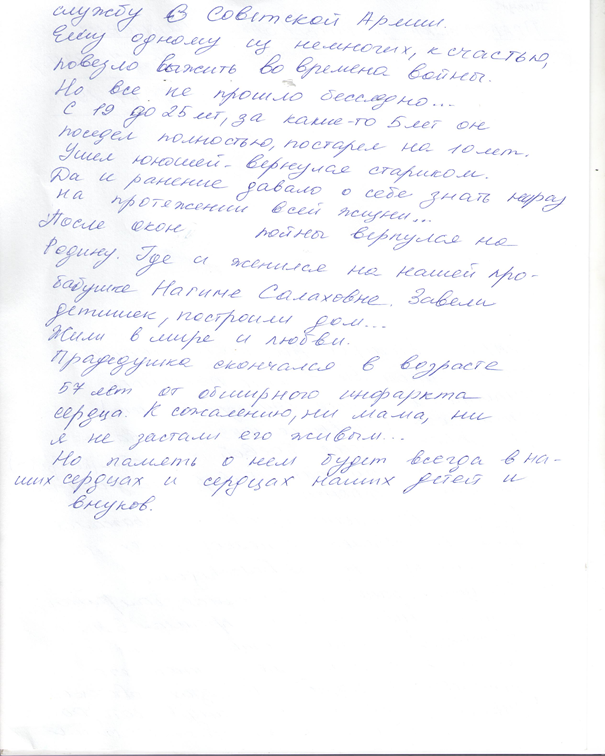 службу в Советской Армии.
Ему одному из немногих, к счастью,
повезло выжить во времена войны.
Но все не прошло бесследно...
С 19 до 25 лет, за какие-то 5 лет он
поседел полностью, постарел на 10 лет.
Ушел юношей - вернулся стариком.
Да и ранение давало о себе знать
на протяжении всей жизни...
После окон войны вернулся на
Родину. Где и женился на нашей про-
бабушке Нагиме Салаховне. Завели
детишек, построили дом...
Жили в мире и любви.
Прадедушка скончался в возрасте
57 лет от обширного инфаркта
сердца. К сожалению, ни мама, ни
я не застали его живым...
Но память о нем будет всегда в на-
ших сердцах и сердцах наших детей и
внуков.